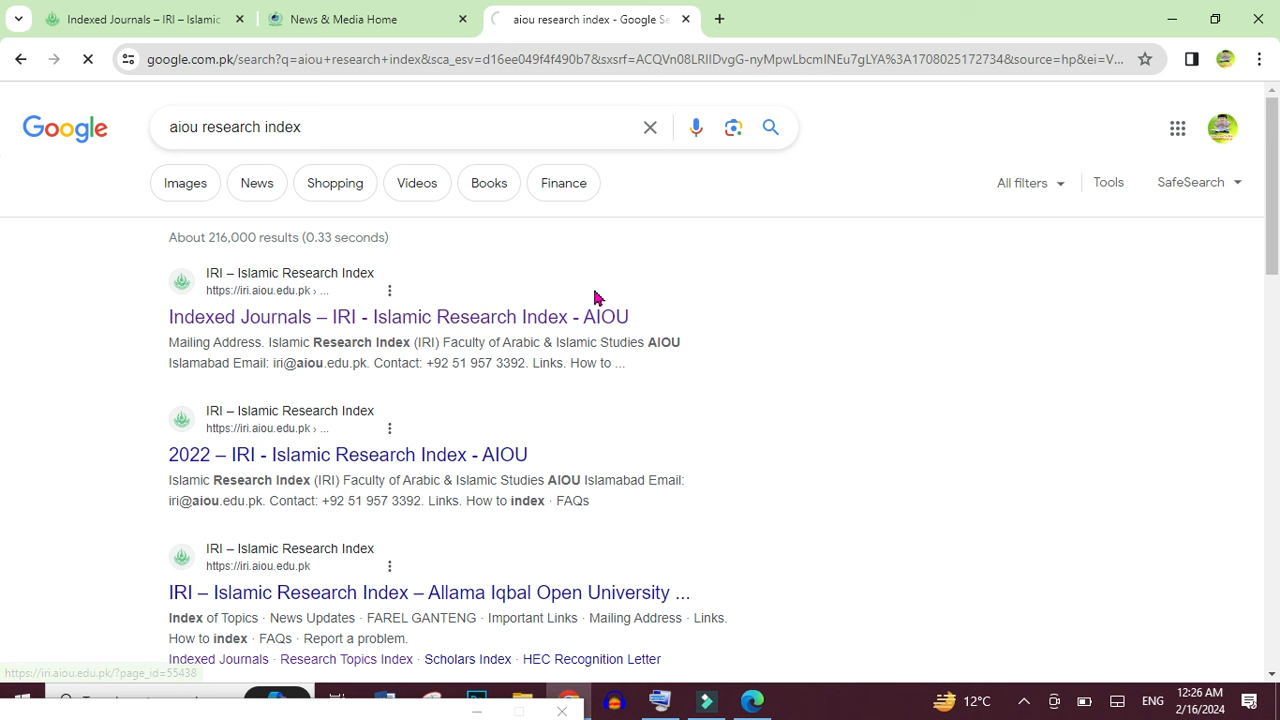 Indexed Journals – IRI – Islamic
News & Media Home
aiou research index - Google Se
google.com.pk/search?q=aiou+research+index&sca_esv=d16ee949f4f490b7&sxsrf=ACQVn08LRIIDvgG-nyMpwLbcmINEu7gLYA%3A1708025172734&source=hp&ei=V...
Google
aiou research index
Images
News
Shopping
Videos
Books
Finance
All filters
Tools
SafeSearch
About 216,000 results (0.33 seconds)
IRI – Islamic Research Index
https://iri.aiou.edu.pk › ...
Indexed Journals – IRI - Islamic Research Index - AIOU
Mailing Address. Islamic Research Index (IRI) Faculty of Arabic & Islamic Studies AIOU
Islamabad Email: iri@aiou.edu.pk. Contact: +92 51 957 3392. Links. How to ...
IRI – Islamic Research Index
https://iri.aiou.edu.pk › ...
2022 – IRI - Islamic Research Index - AIOU
Islamic Research Index (IRI) Faculty of Arabic & Islamic Studies AIOU Islamabad Email:
iri@aiou.edu.pk. Contact: +92 51 957 3392. Links. How to index · FAQs
IRI – Islamic Research Index
https://iri.aiou.edu.pk
IRI – Islamic Research Index – Allama Iqbal Open University ...
Index of Topics · News Updates · FAREL GANTENG · Important Links · Mailing Address · Links.
How to index · FAQs · Report a problem.
Indexed Journals · Research Topics Index · Scholars Index · HEC Recognition Letter
https://iri.aiou.edu.pk/?page_id=55438
12°C
ENG
12:26 AM
2/16/2024